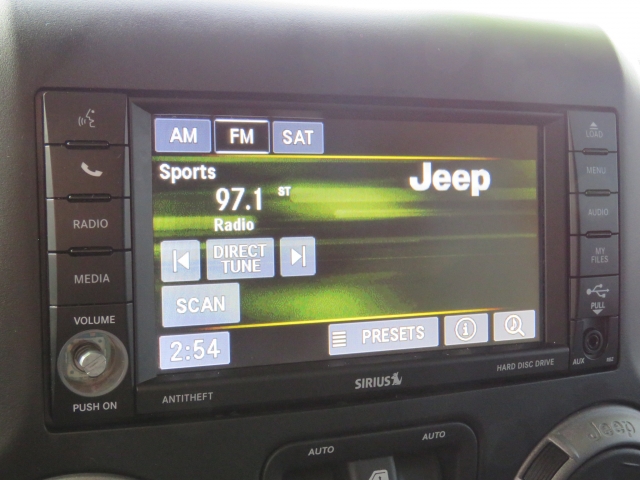 AM FM SAT
Sports
97.1 ST
Radio
Jeep
DIRECT TUNE
SCAN
2:54
PRESETS
RADIO
MEDIA
VOLUME
PUSH ON
LOAD
MENU
AUDIO
MY FILES
PULL
AUX
ANTITHEFT
SIRIUS
HARD DISC DRIVE
AUTO
AUTO
Jeep